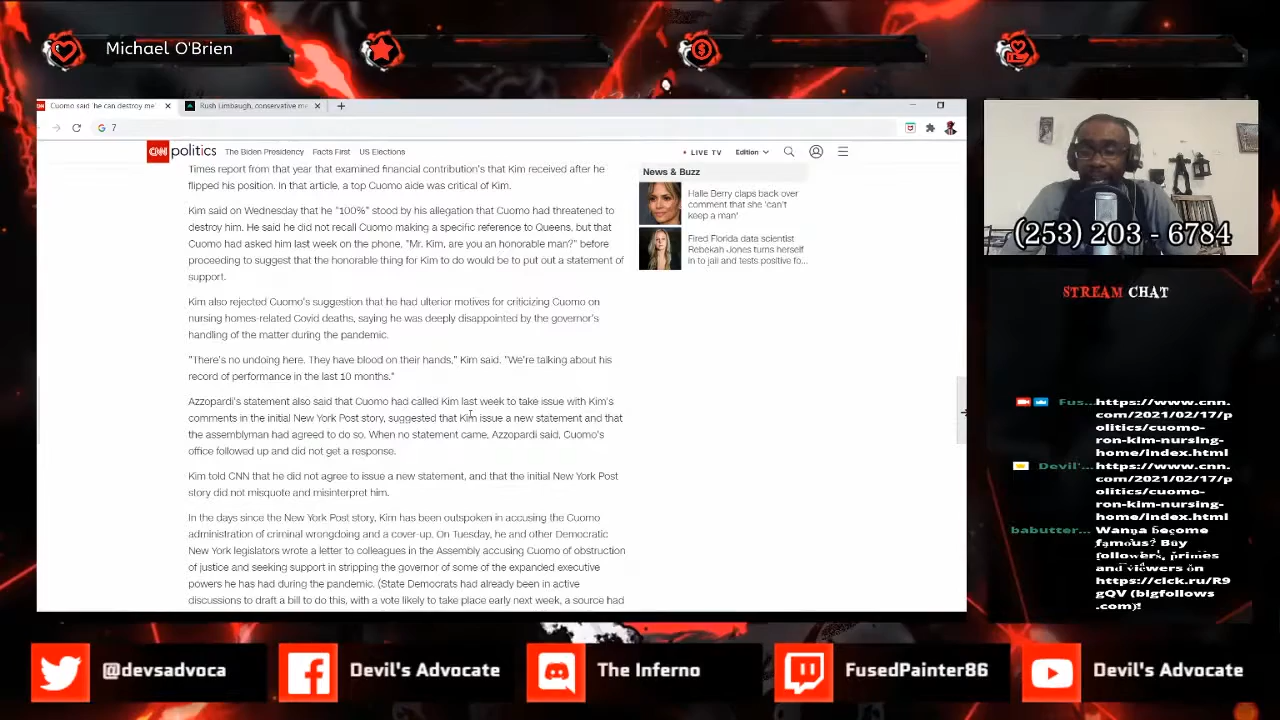 Michael O'Brien
Cuomo said 'he can destroy me'
Rush Limbaugh, conservative me
7
CNN politics The Biden Presidency Facts First US Elections
LIVE TV Edition
Times report from that year that examined financial contribution's that Kim received after he
flipped his position. In that article, a top Cuomo aide was critical of Kim.
Kim said on Wednesday that he "100%" stood by his allegation that Cuomo had threatened to
destroy him. He said he did not recall Cuomo making a specific reference to Queens, but that
Cuomo had asked him last week on the phone, "Mr. Kim, are you an honorable man?" before
proceeding to suggest that the honorable thing for Kim to do would be to put out a statement of
support.
Kim also rejected Cuomo's suggestion that he had ulterior motives for criticizing Cuomo on
nursing homes-related Covid deaths, saying he was deeply disappointed by the governor's
handling of the matter during the pandemic.
"There's no undoing here. They have blood on their hands," Kim said. "We're talking about his
record of performance in the last 10 months."
Azzopardi's statement also said that Cuomo had called Kim last week to take issue with Kim's
comments in the initial New York Post story, suggested that Kim issue a new statement and that
the assemblyman had agreed to do so. When no statement came, Azzopardi said, Cuomo's
office followed up and did not get a response.
Kim told CNN that he did not agree to issue a new statement, and that the initial New York Post
story did not misquote and misinterpret him.
In the days since the New York Post story, Kim has been outspoken in accusing the Cuomo
administration of criminal wrongdoing and a cover-up. On Tuesday, he and other Democratic
New York legislators wrote a letter to colleagues in the Assembly accusing Cuomo of obstruction
of justice and seeking support in stripping the governor of some of the expanded executive
powers he has had during the pandemic. (State Democrats had already been in active
discussions to draft a bill to do this, with a vote likely to take place early next week, a source had
News & Buzz
Halle Berry claps back over
comment that she 'can't
keep a man'
Fired Florida data scientist
Rebekah Jones turns herself
in to jail and tests positive fo...
(253) 203 - 6784
STREAM CHAT
Fus... https://www.cnn.
com/2021/02/17/p
olitics/cuomo-
ron-kim-nursing-
home/index.html
Devil'... https://www.cnn.
com/2021/02/17/p
olitics/cuomo-
ron-kim-nursing-
home/index.html
babutter... Wanna become
famous? Buy
followers, primes
and viewers on
https://clck.ru/R9
gQV (bigfollows
.com)!
@devsadvoca
Devil's Advocate
The Inferno
FusedPainter86
Devil's Advocate